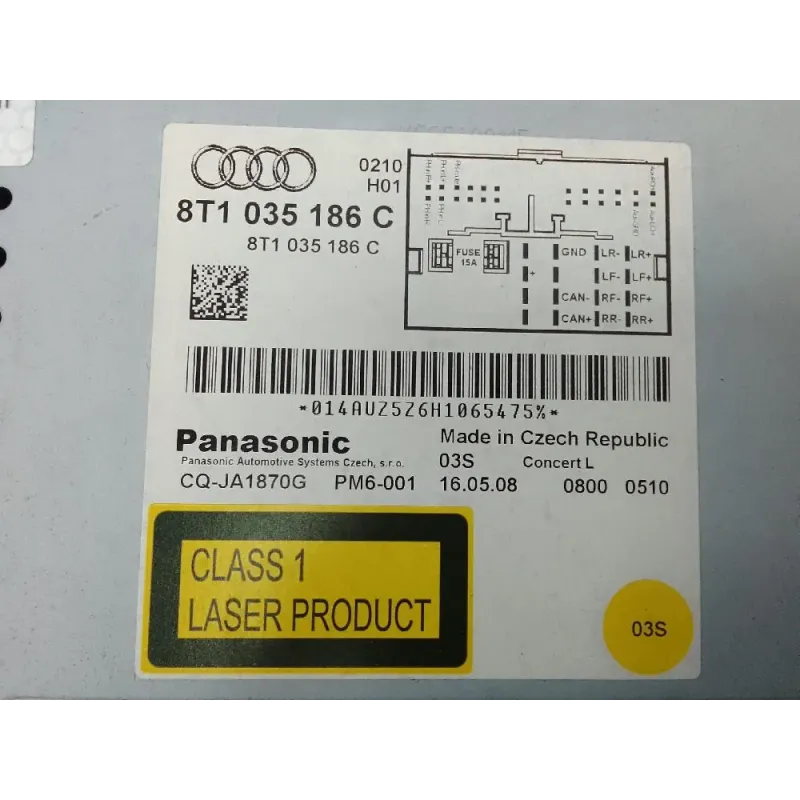 0210
H01
8T1 035 186 C
8T1 035 186 C
FUSE
15A
+
GND LR- LR+
LF- LF+
CAN- RF- RF+
CAN+ RR- RR+
*014AUZ5Z6H1065475%*
Panasonic Made in Czech Republic
Panasonic Automotive Systems Czech, s.r.o. 03S Concert L
CQ-JA1870G PM6-001 16.05.08 0800 0510
CLASS 1
LASER PRODUCT
03S